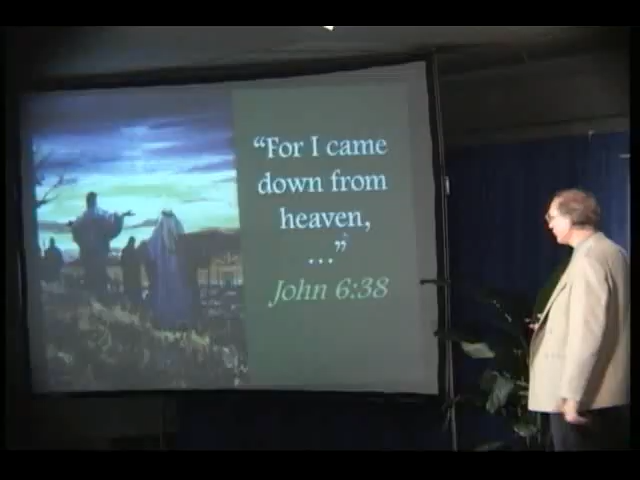 “For I came
down from
heaven,
...”
John 6:38